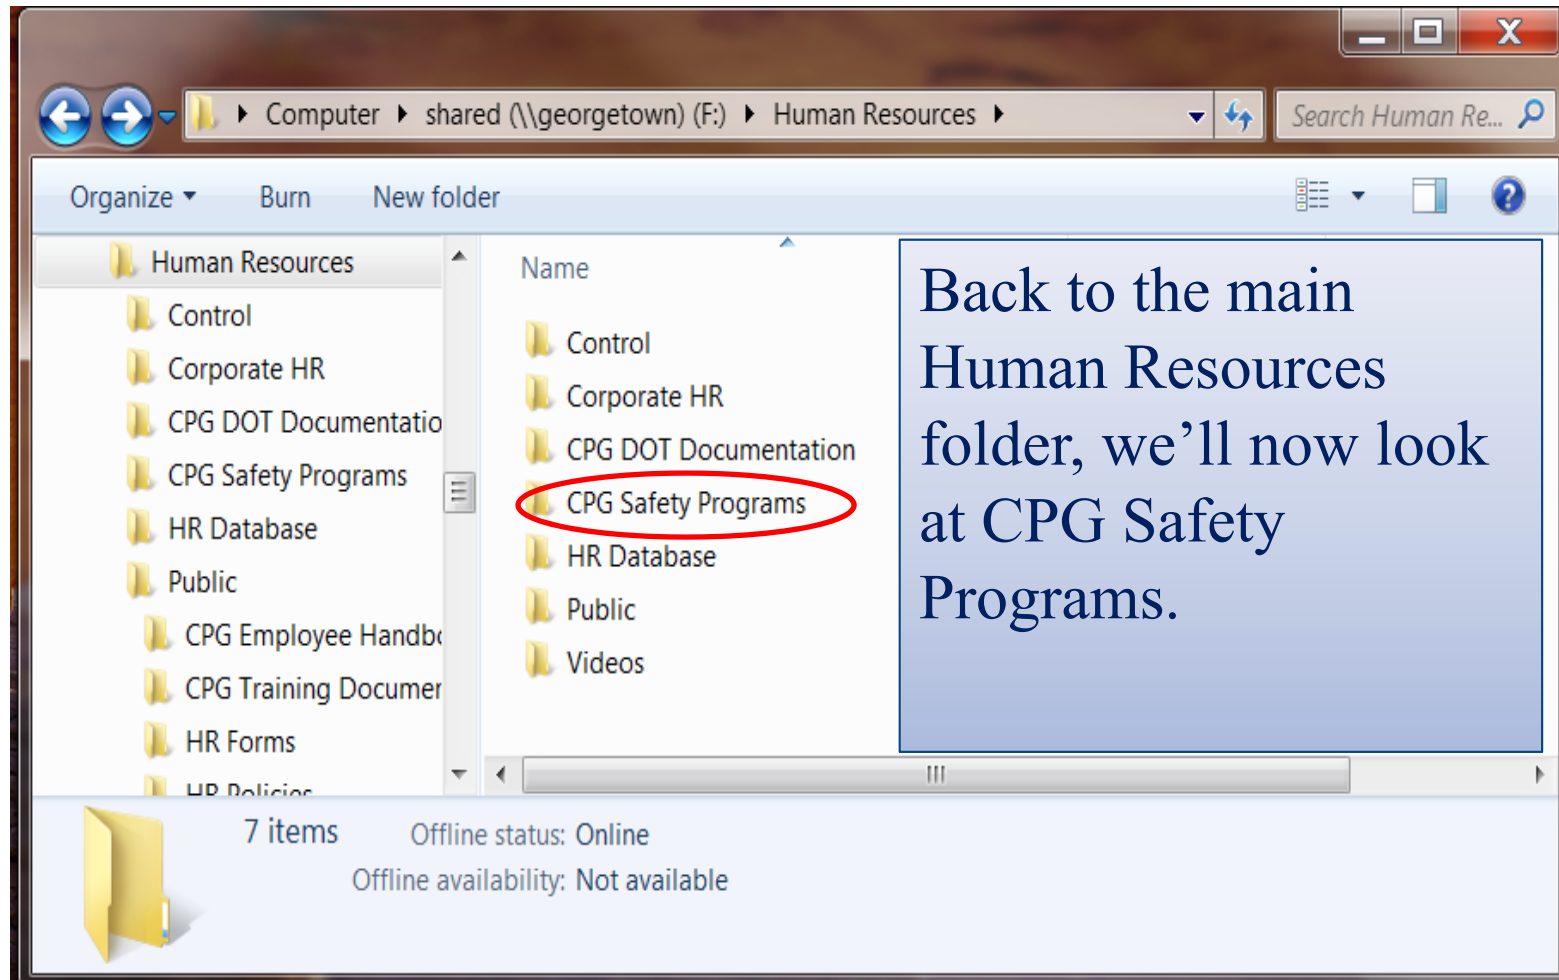 Computer shared (\\georgetown) (F:) Human Resources
Search Human Re...
Organize Burn New folder
Human Resources
Control
Corporate HR
CPG DOT Documentatio
CPG Safety Programs
HR Database
Public
CPG Employee Handbo
CPG Training Documer
HR Forms
HR Policies
Name
Control
Corporate HR
CPG DOT Documentation
CPG Safety Programs
HR Database
Public
Videos
Back to the main
Human Resources
folder, we’ll now look
at CPG Safety
Programs.
7 items Offline status: Online
Offline availability: Not available